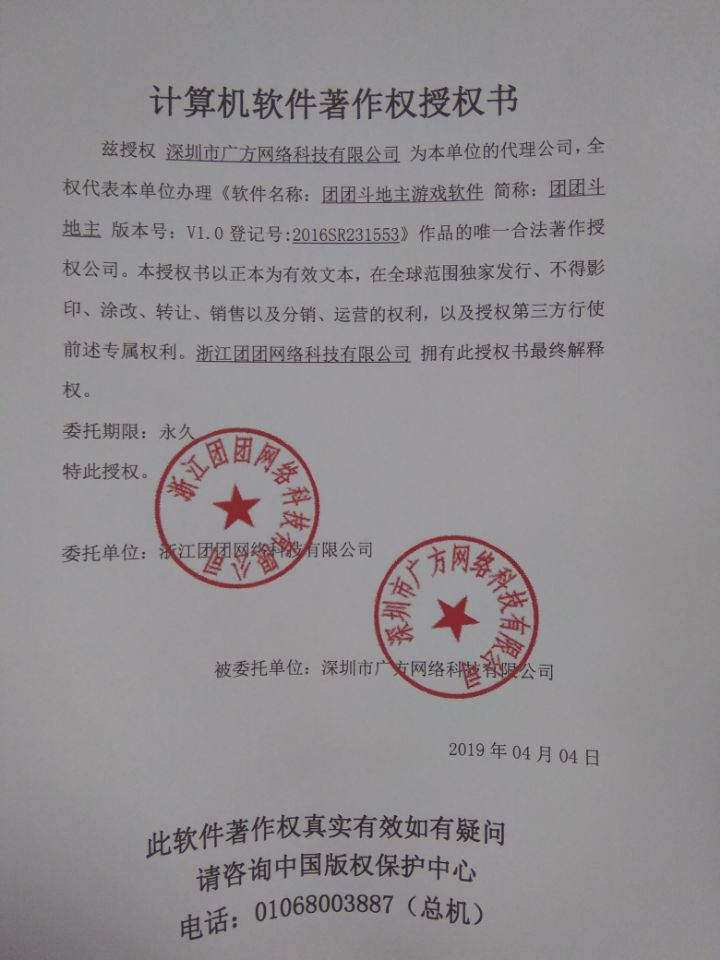 计算机软件著作权授权书
兹授权 深圳市广方网络科技有限公司 为本单位的代理公司，全
权代表本单位办理《软件名称：团团斗地主游戏软件 简称：团团斗
地主 版本号：V1.0 登记号:2016SR231553》作品的唯一合法著作授
权公司。本授权书以正本为有效文本，在全球范围独家发行、不得影
印、涂改、转让、销售以及分销、运营的权利，以及授权第三方行使
前述专属权利。浙江团团网络科技有限公司 拥有此授权书最终解释
权。
委托期限：永久
特此授权。
浙江团团网络科技有限公司
委托单位：浙江团团网络科技有限公司
深圳市广方网络科技有限公司
被委托单位：深圳市广方网络科技有限公司
2019 年 04 月 04 日
此软件著作权真实有效如有疑问
请咨询中国版权保护中心
电话：01068003887（总机）